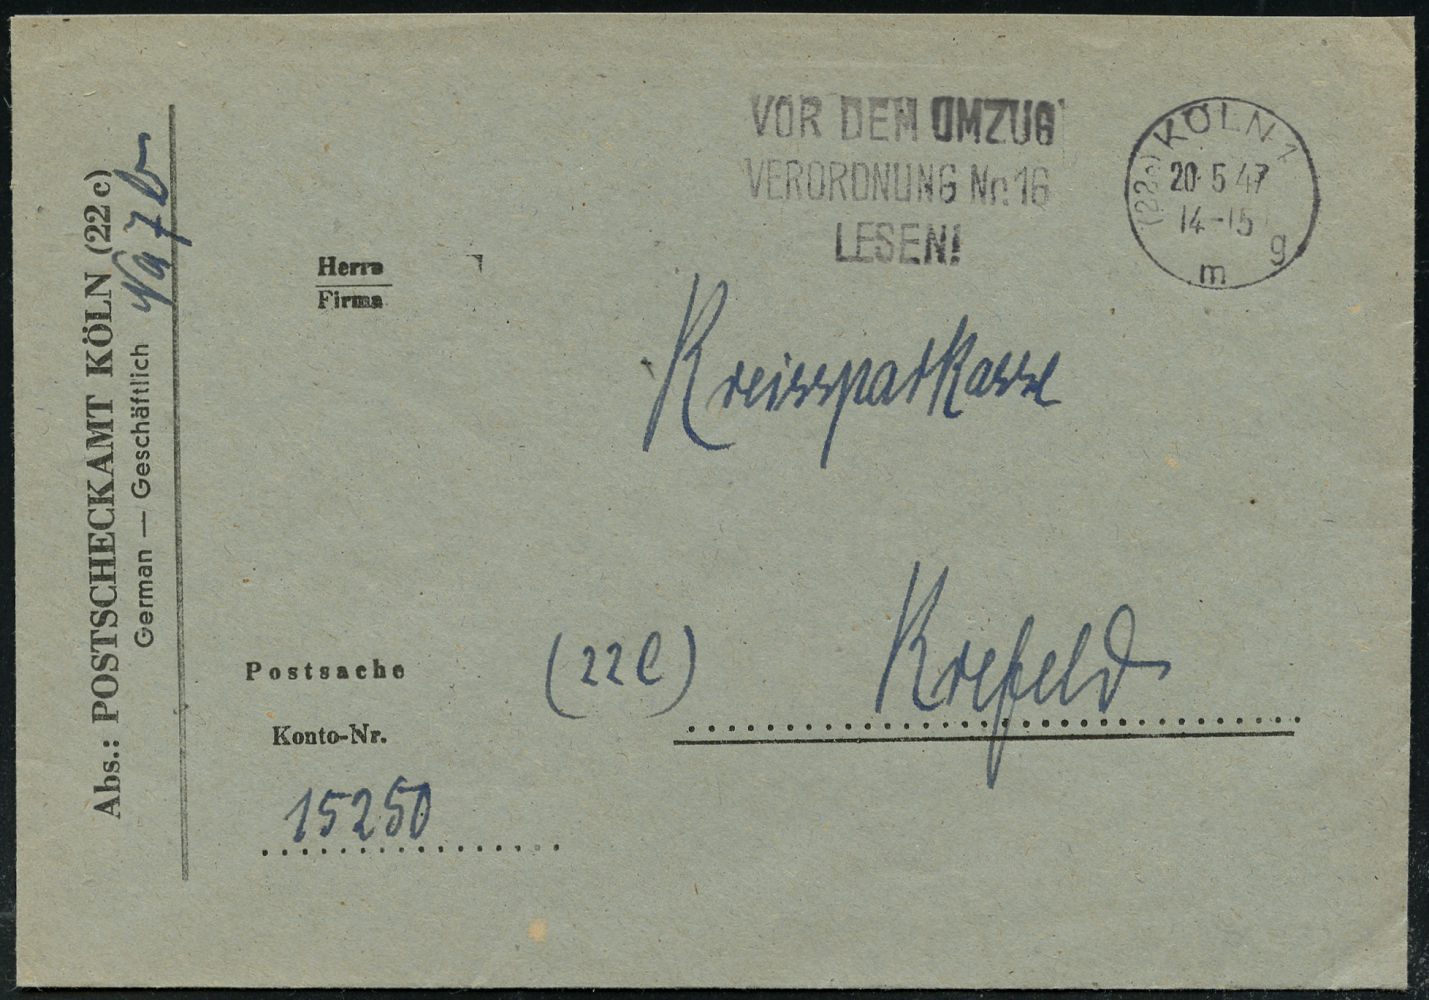 Abs.: POSTSCHECKAMT KÖLN (22 c)
German — Geschäftlich
VOR DEM UMZUG
VERORDNUNG Nr. 16
LESEN!
KÖLN 1
(22c)
20.5.47
14-15
m g
Herrn
Firma
Kreissparkasse
Postsache
(22c) Krefeld
Konto-Nr.
15250